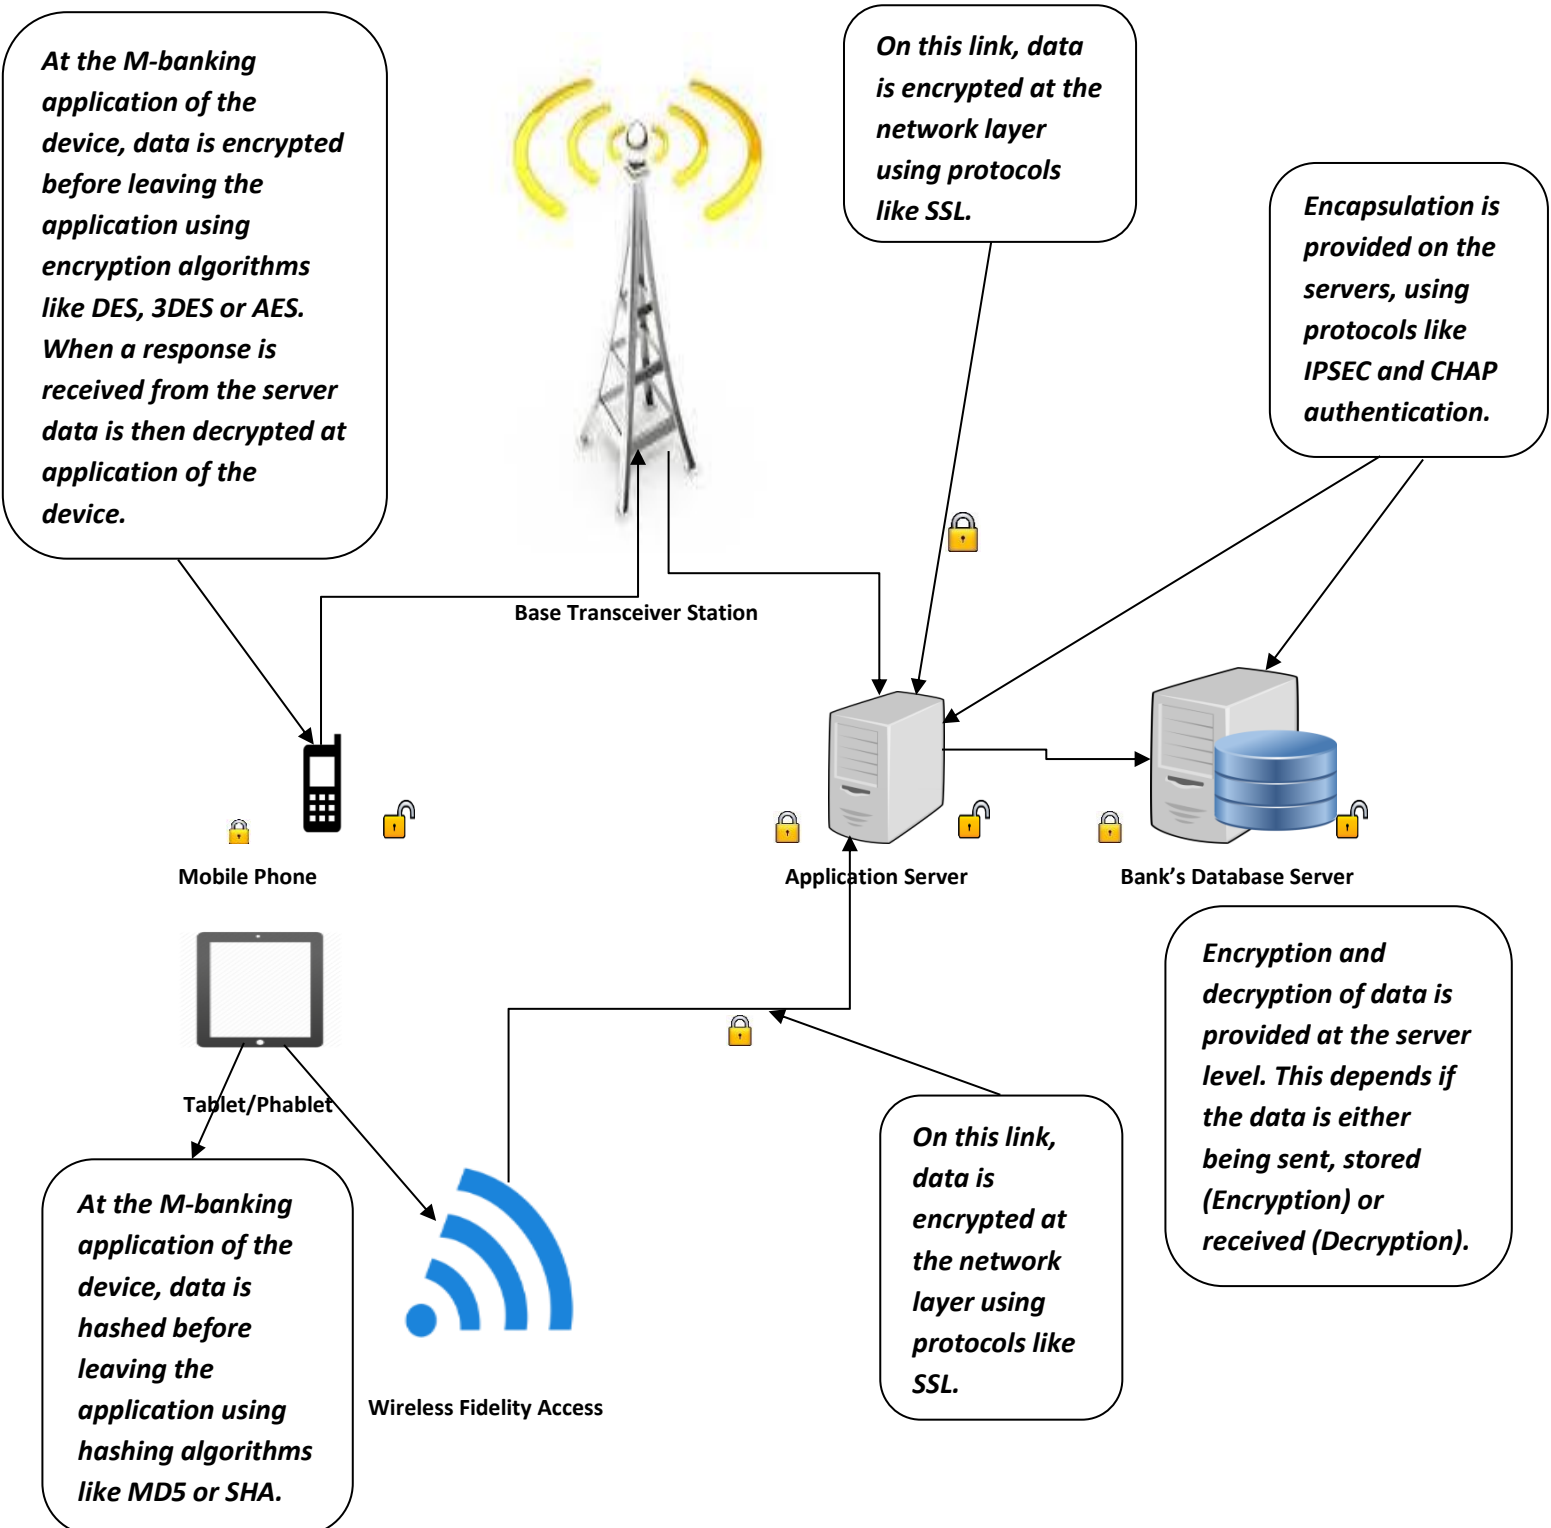 At the M-banking
application of the
device, data is encrypted
before leaving the
application using
encryption algorithms
like DES, 3DES or AES.
When a response is
received from the server
data is then decrypted at
application of the
device.
On this link, data
is encrypted at the
network layer
using protocols
like SSL.
Encapsulation is
provided on the
servers, using
protocols like
IPSEC and CHAP
authentication.
Base Transceiver Station
Mobile Phone
Application Server
Bank’s Database Server
Tablet/Phablet
Encryption and
decryption of data is
provided at the server
level. This depends if
the data is either
being sent, stored
(Encryption) or
received (Decryption).
On this link,
data is
encrypted at
the network
layer using
protocols like
SSL.
At the M-banking
application of the
device, data is
hashed before
leaving the
application using
hashing algorithms
like MD5 or SHA.
Wireless Fidelity Access